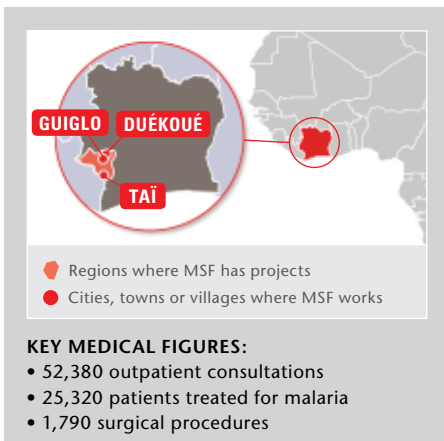 GUIGLO
DUÉKOUÉ
TAÏ
Regions where MSF has projects
Cities, towns or villages where MSF works
KEY MEDICAL FIGURES:
• 52,380 outpatient consultations
• 25,320 patients treated for malaria
• 1,790 surgical procedures